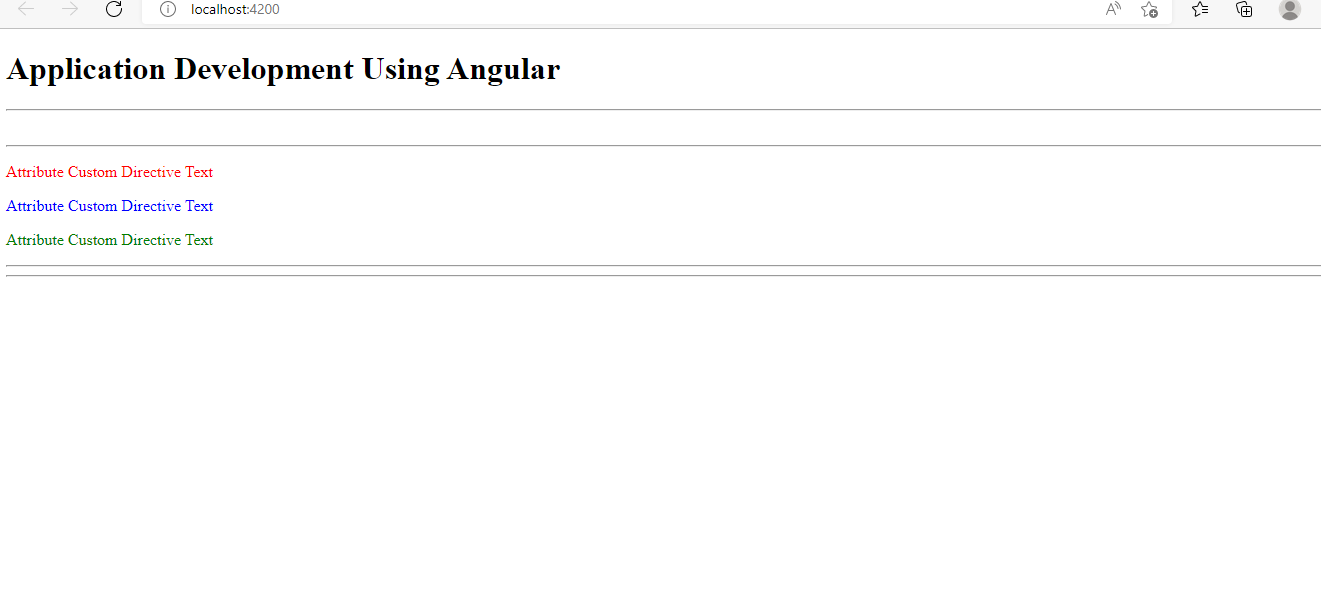 localhost:4200
Application Development Using Angular
Attribute Custom Directive Text
Attribute Custom Directive Text
Attribute Custom Directive Text